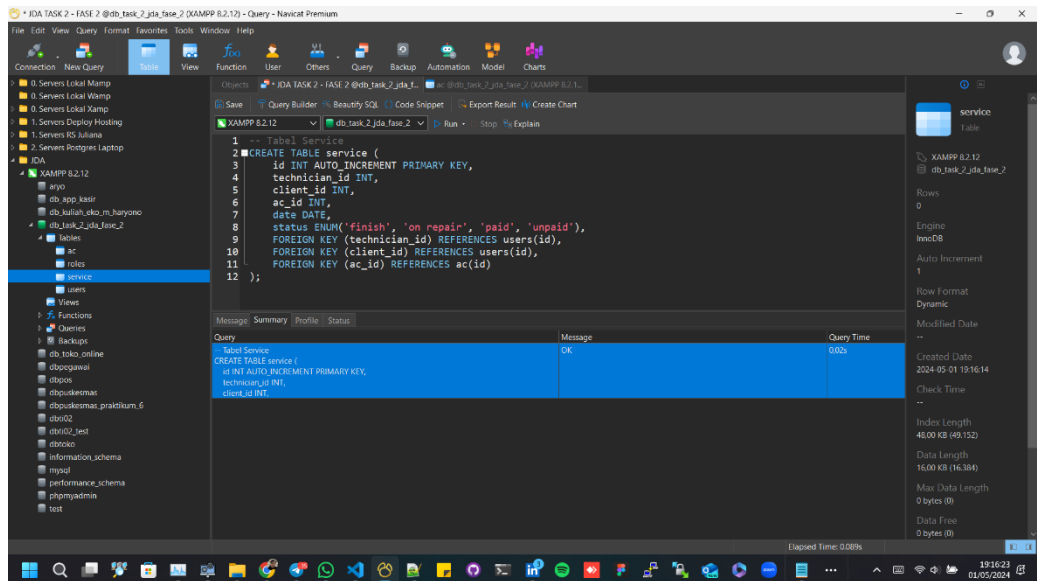 * JDA TASK 2 - FASE 2 @db_task_2_jda_fase_2 (XAMPP 8.2.12) - Query - Navicat Premium
File Edit View Query Format Favorites Tools Window Help
Connection New Query Table View Function User Others Query Backup Automation Model Charts
Objects * JDA TASK 2 - FASE 2 @db_task_2_jda_f... ac @db_task_2_jda_fase_2 (XAMPP 8.2.1...
Save Query Builder Beautify SQL Code Snippet Export Result Create Chart
XAMPP 8.2.12 db_task_2_jda_fase_2 Run Stop Explain
0. Servers Lokal Mamp
0. Servers Lokal Wamp
0. Servers Lokal Xamp
1. Servers Deploy Hosting
1. Servers RS Juliana
2. Servers Postgres Laptop
JDA
XAMPP 8.2.12
aryo
db_app_kasir
db_kuliah_eko_m_haryono
db_task_2_jda_fase_2
Tables
ac
roles
service
users
Views
Functions
Queries
Backups
db_toko_online
dbpegawai
dbpos
dbpuskesmas
dbpuskesmas_praktikum_6
dbti02
dbti02_test
dbtoko
information_schema
mysql
performance_schema
phpmyadmin
test
1 -- Tabel Service
2 CREATE TABLE service (
3 id INT AUTO_INCREMENT PRIMARY KEY,
4 technician_id INT,
5 client_id INT,
6 ac_id INT,
7 date DATE,
8 status ENUM('finish', 'on repair', 'paid', 'unpaid'),
9 FOREIGN KEY (technician_id) REFERENCES users(id),
10 FOREIGN KEY (client_id) REFERENCES users(id),
11 FOREIGN KEY (ac_id) REFERENCES ac(id)
12 );
Message Summary Profile Status
Query Message Query Time
-- Tabel Service OK 0,02s
CREATE TABLE service (
id INT AUTO_INCREMENT PRIMARY KEY,
technician_id INT,
client_id INT,
service
Table
XAMPP 8.2.12
db_task_2_jda_fase_2
Rows
0
Engine
InnoDB
Auto Increment
1
Row Format
Dynamic
Modified Date
--
Created Date
2024-05-01 19:16:14
Check Time
--
Index Length
48,00 KB (49.152)
Data Length
16,00 KB (16.384)
Max Data Length
0 bytes (0)
Data Free
0 bytes (0)
Elapsed Time: 0.089s
19:16:23
01/05/2024